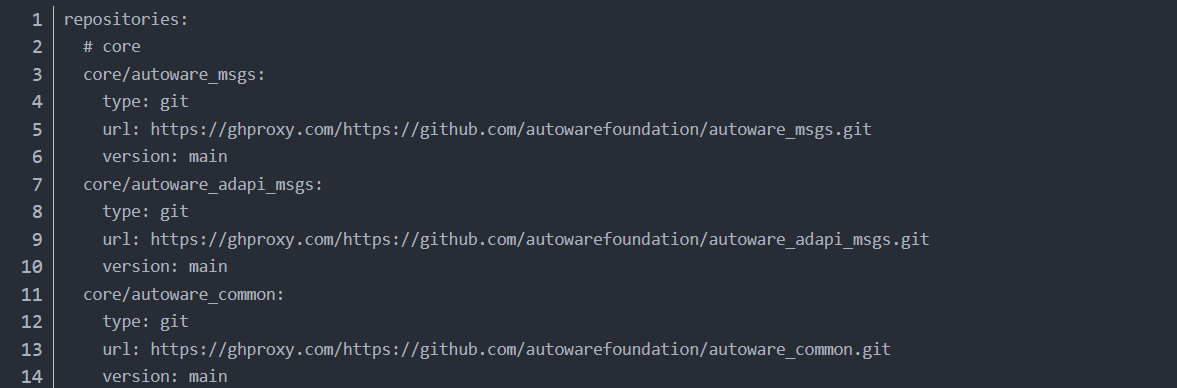 1 repositories:
2   # core
3   core/autoware_msgs:
4     type: git
5     url: https://ghproxy.com/https://github.com/autowarefoundation/autoware_msgs.git
6     version: main
7   core/autoware_adapi_msgs:
8     type: git
9     url: https://ghproxy.com/https://github.com/autowarefoundation/autoware_adapi_msgs.git
10     version: main
11   core/autoware_common:
12     type: git
13     url: https://ghproxy.com/https://github.com/autowarefoundation/autoware_common.git
14     version: main